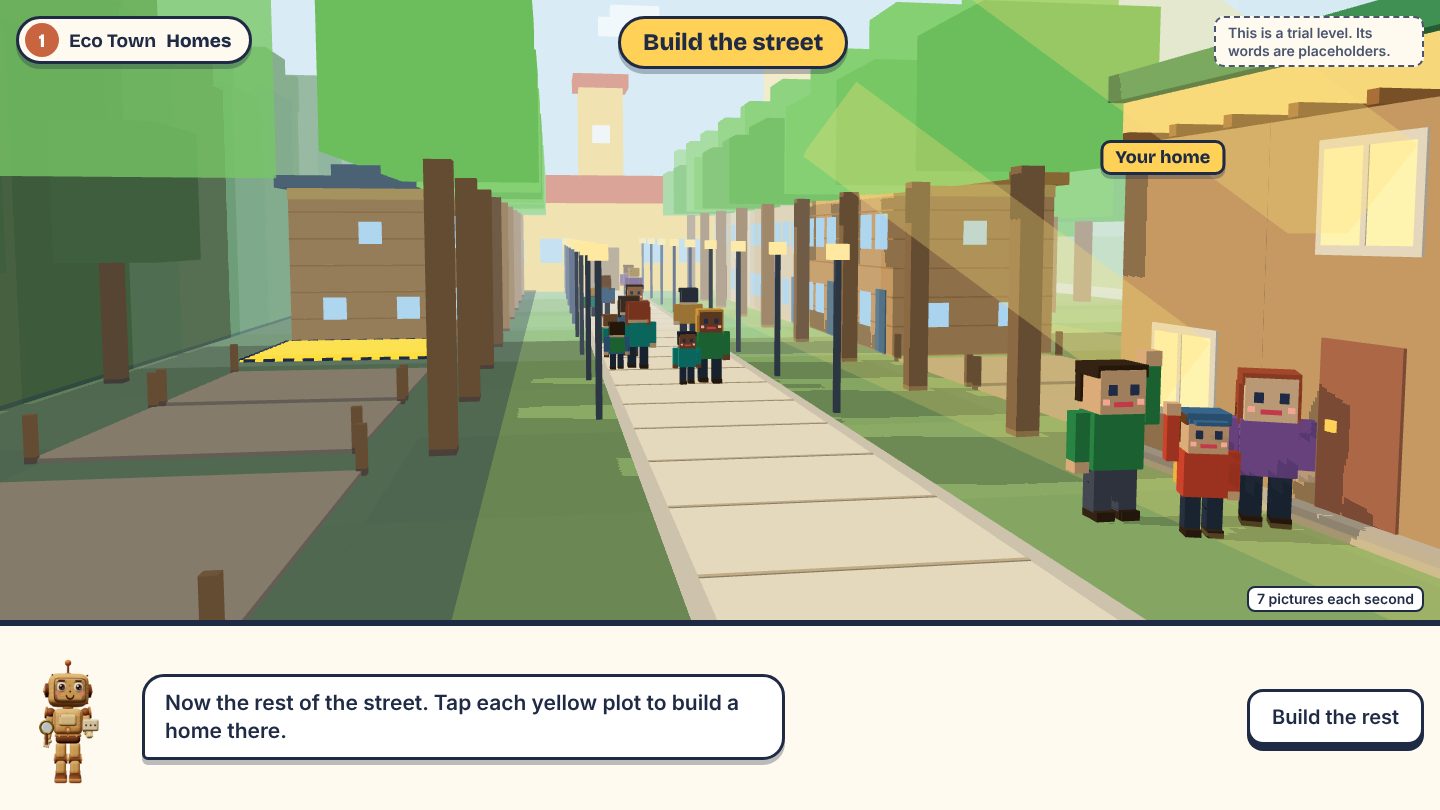 1 Eco Town Homes
Build the street
This is a trial level. Its
words are placeholders.
Your home
7 pictures each second
Now the rest of the street. Tap each yellow plot to build a
home there.
Build the rest